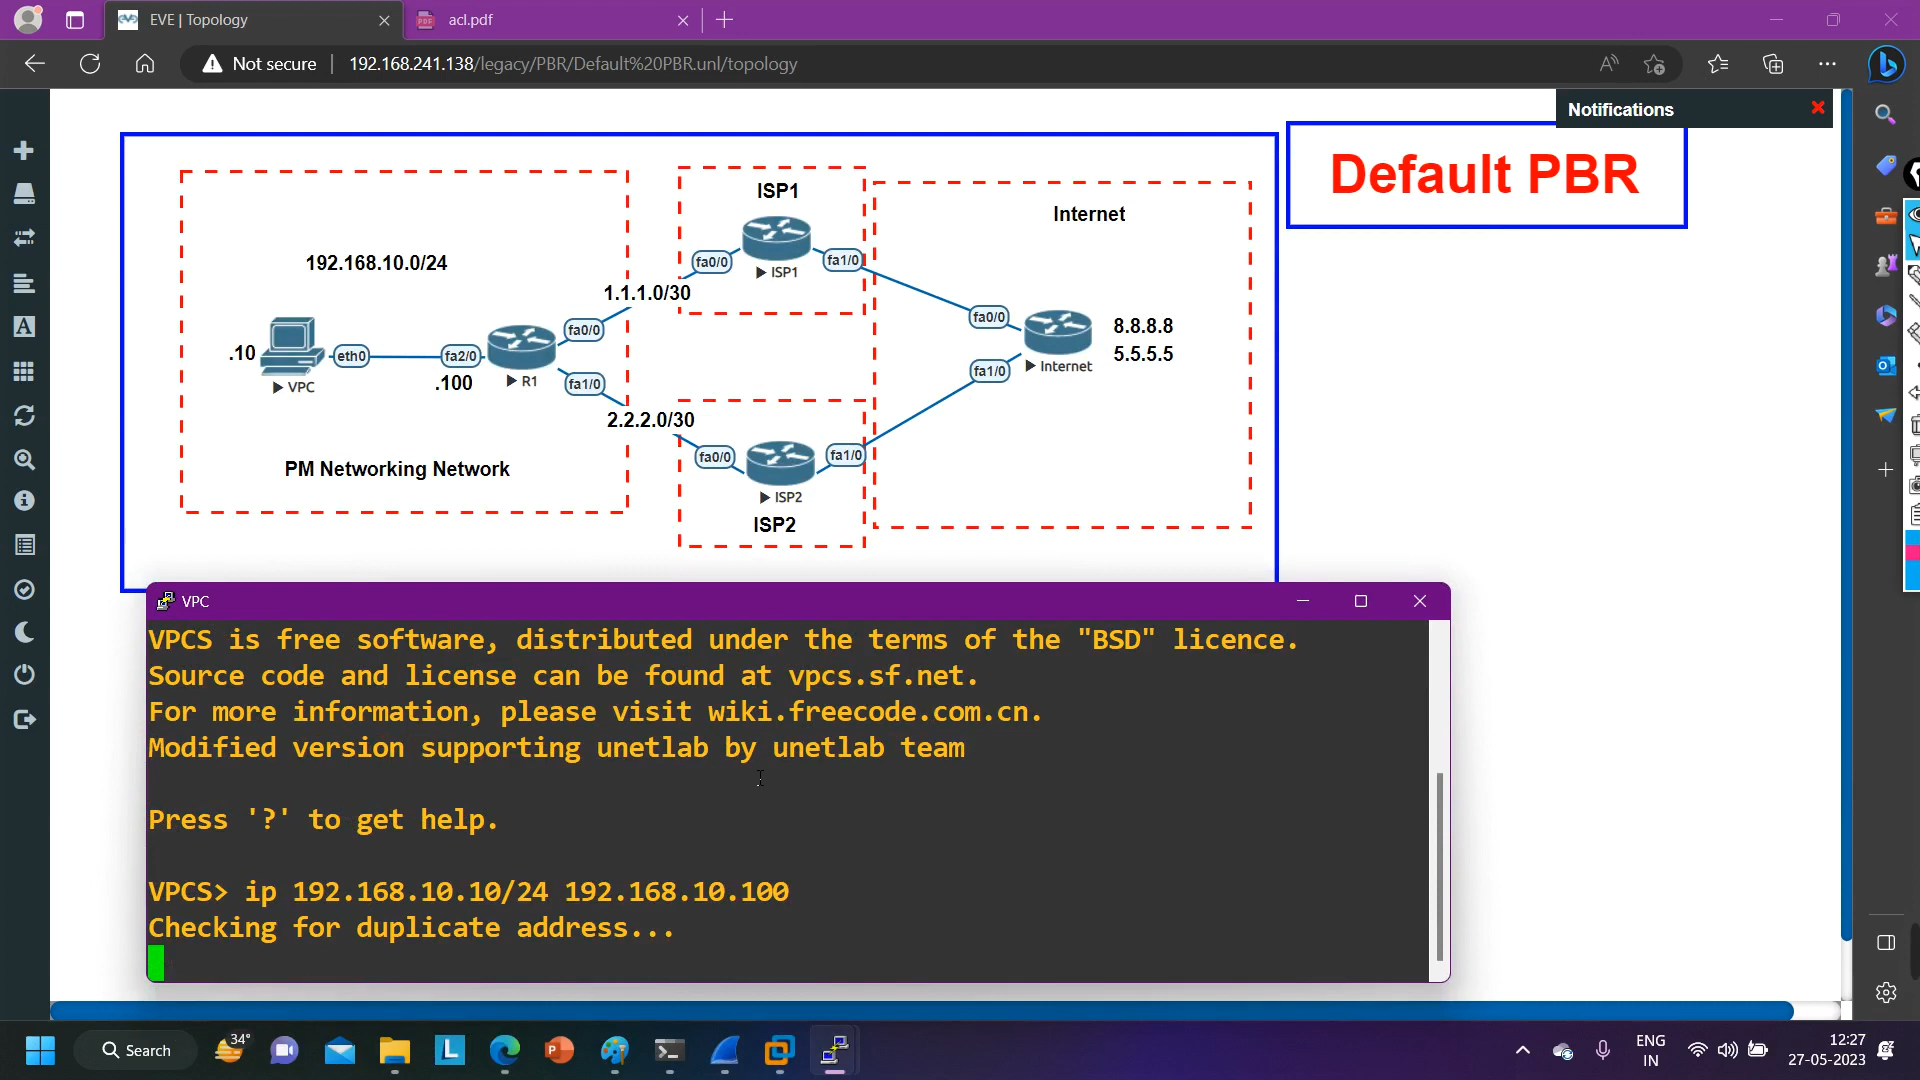 EVE | Topology
acl.pdf
Not secure
192.168.241.138/legacy/PBR/Default%20PBR.unl/topology
Notifications
Default PBR
ISP1
Internet
192.168.10.0/24
fa0/0
fa1/0
ISP1
1.1.1.0/30
fa0/0
fa0/0
8.8.8.8
5.5.5.5
.10
eth0
fa2/0
.100
VPC
R1
fa1/0
fa1/0
Internet
2.2.2.0/30
fa0/0
fa1/0
PM Networking Network
ISP2
ISP2
VPC
VPCS is free software, distributed under the terms of the "BSD" licence.
Source code and license can be found at vpcs.sf.net.
For more information, please visit wiki.freecode.com.cn.
Modified version supporting unetlab by unetlab team
Press '?' to get help.
VPCS> ip 192.168.10.10/24 192.168.10.100
Checking for duplicate address...
Search
34°
ENG
IN
12:27
27-05-2023